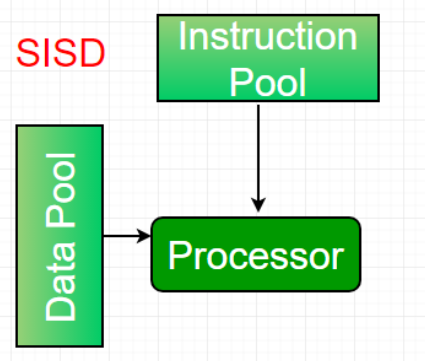 SISD
Instruction
Pool
Data Pool
Processor